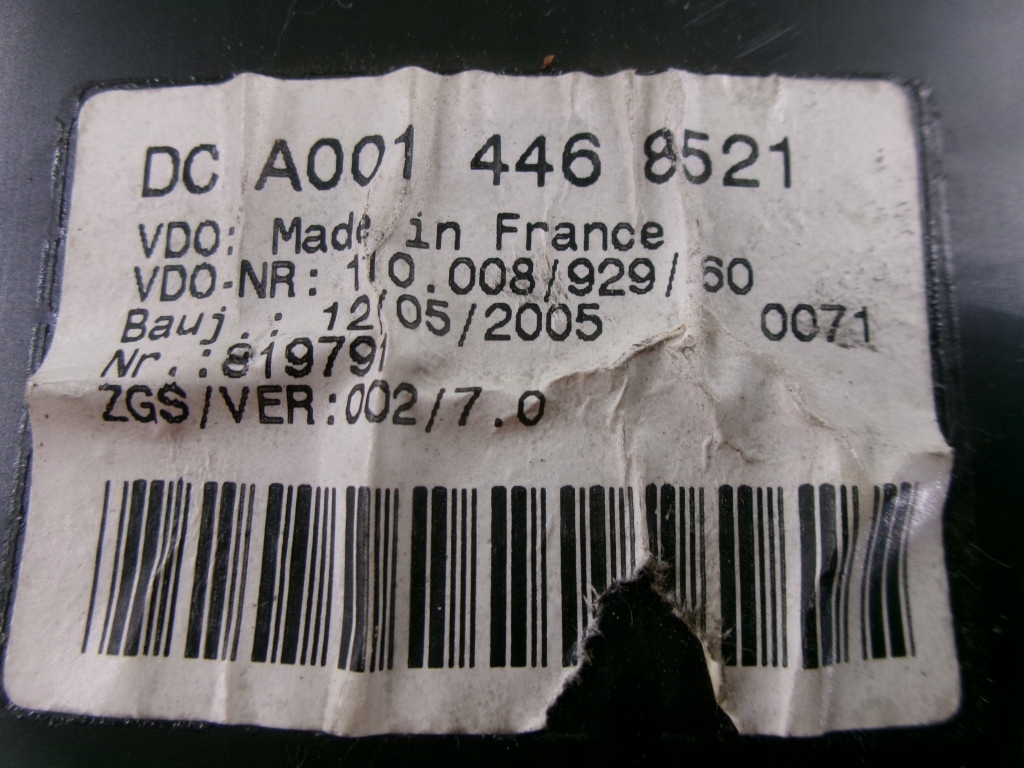 DC A001 446 8521
VDO: Made in France
VDO-NR: 110.008/929/60
Bauj.: 12/05/2005 0071
Nr.:819791
ZGS/VER:002/7.0